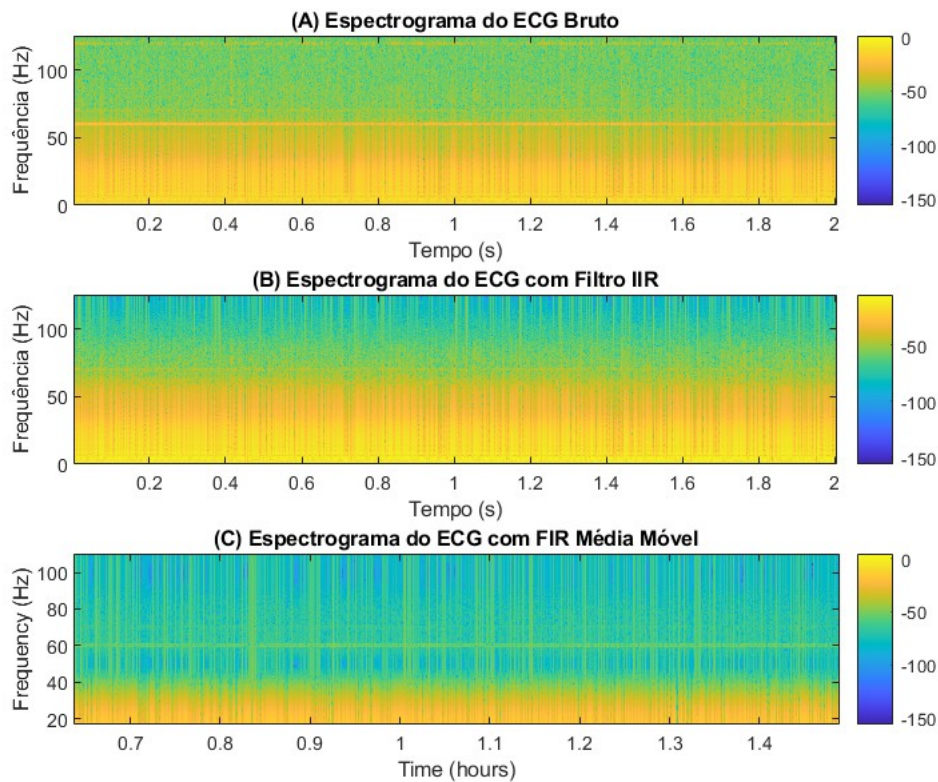 (A) Espectrograma do ECG Bruto
Frequência (Hz)
100
50
0
0.2 0.4 0.6 0.8 1 1.2 1.4 1.6 1.8 2
Tempo (s)
0
-50
-100
-150
(B) Espectrograma do ECG com Filtro IIR
Frequência (Hz)
100
50
0
0.2 0.4 0.6 0.8 1 1.2 1.4 1.6 1.8 2
Tempo (s)
-50
-100
-150
(C) Espectrograma do ECG com FIR Média Móvel
Frequency (Hz)
100
80
60
40
20
0.7 0.8 0.9 1 1.1 1.2 1.3 1.4
Time (hours)
0
-50
-100
-150